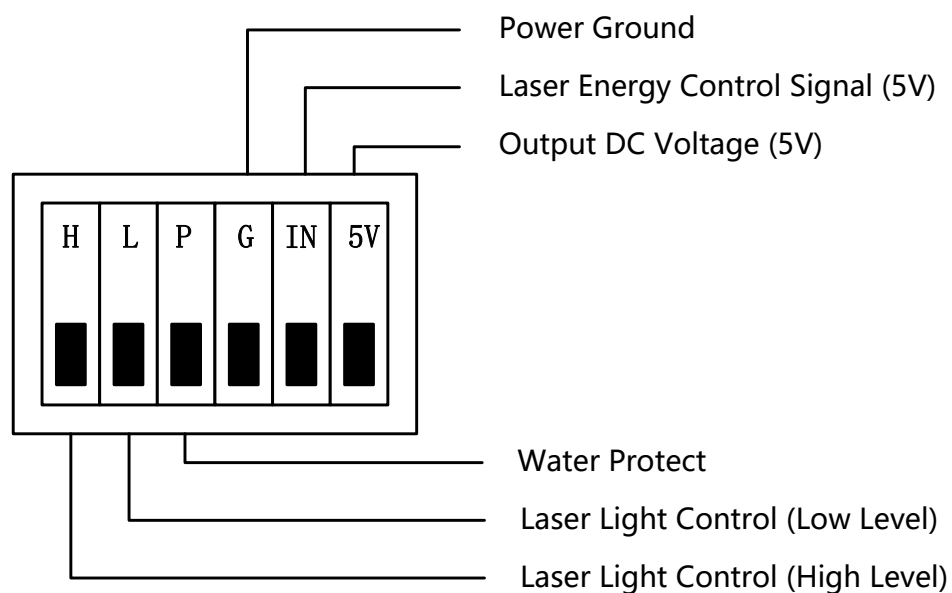 Power Ground
Laser Energy Control Signal (5V)
Output DC Voltage (5V)
H L P G IN 5V
Water Protect
Laser Light Control (Low Level)
Laser Light Control (High Level)